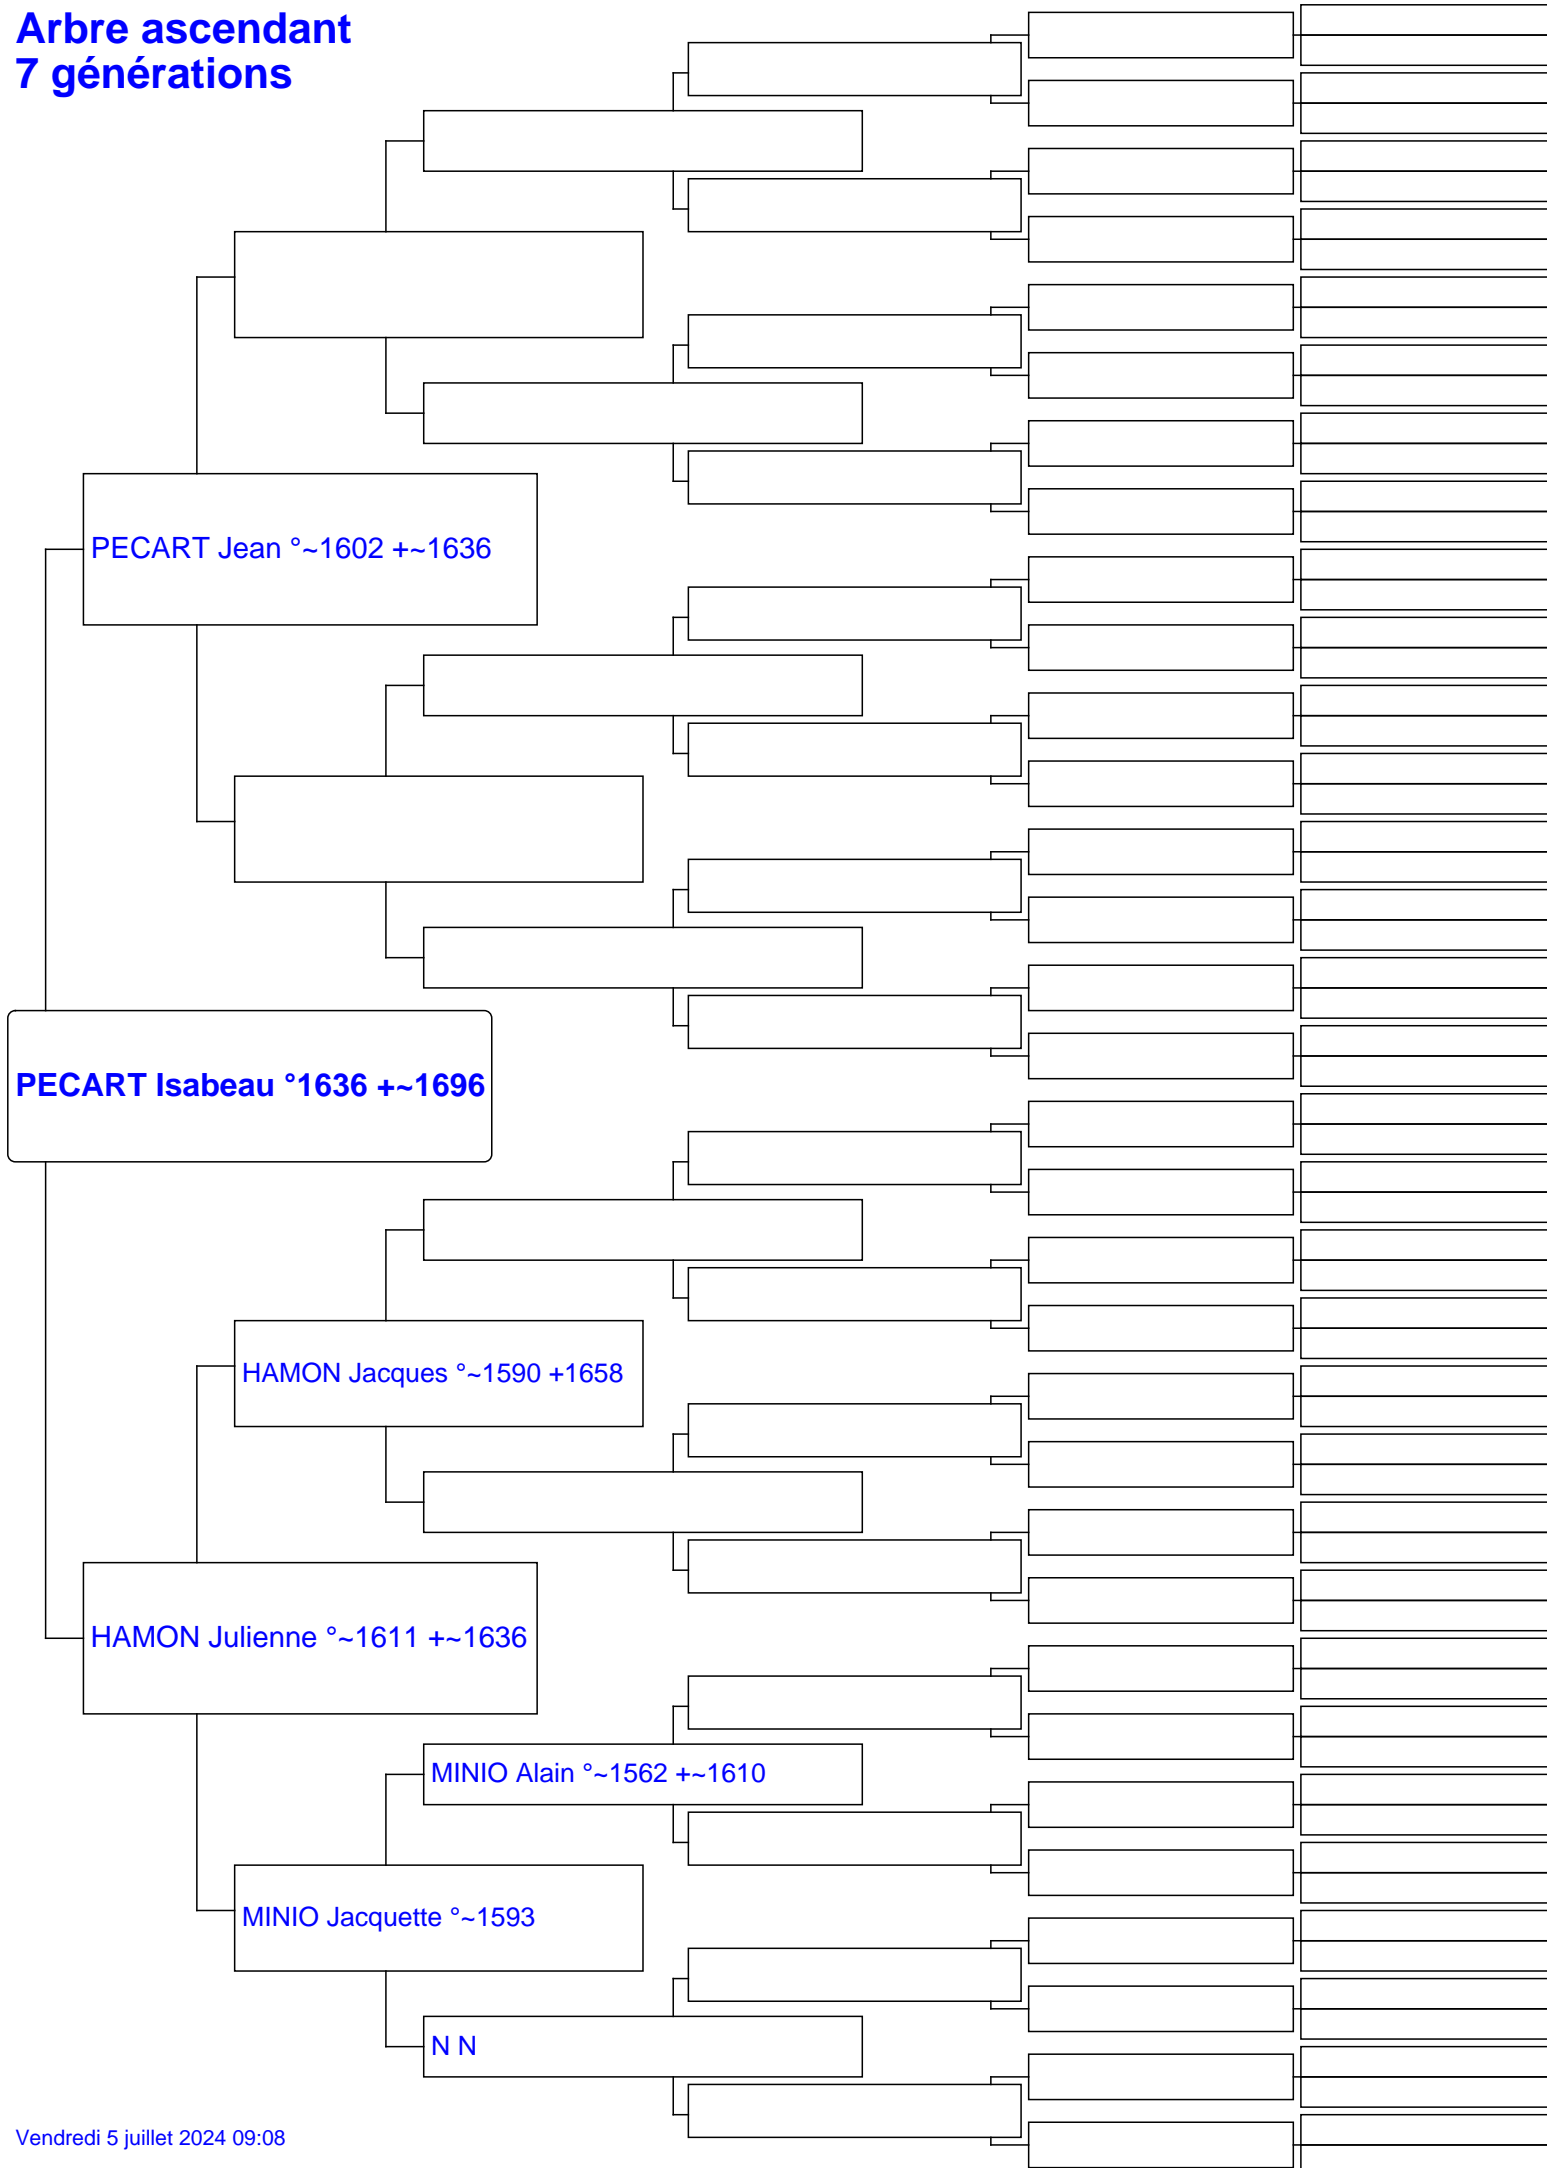 Arbre ascendant
7 générations
PECART Jean °~1602 +~1636
PECART Isabeau °1636 +~1696
HAMON Jacques °~1590 +1658
HAMON Julienne °~1611 +~1636
MINIO Alain °~1562 +~1610
MINIO Jacquette °~1593
N N
Vendredi 5 juillet 2024 09:08